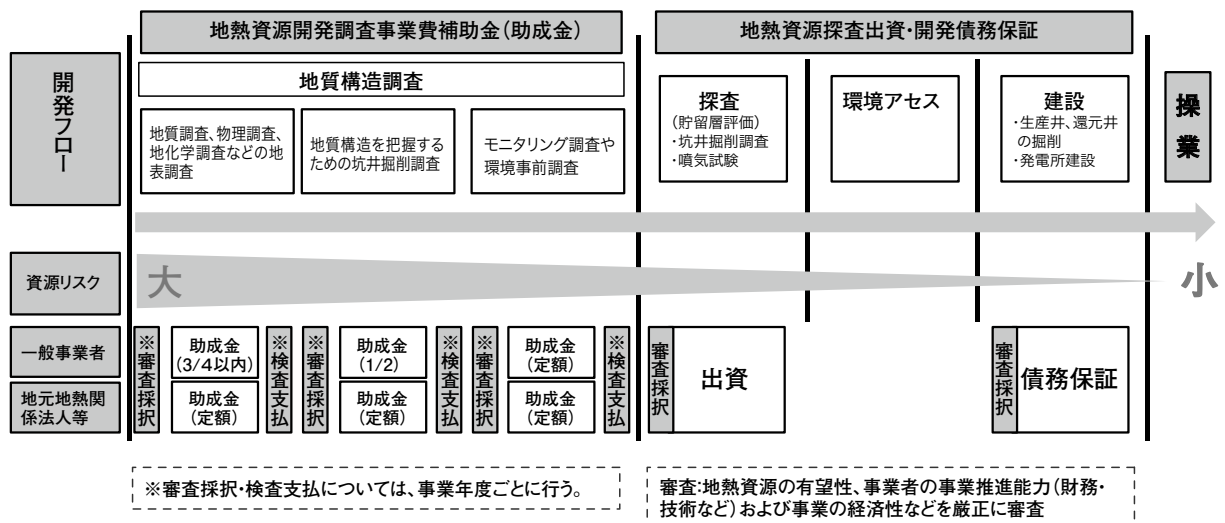 地熱資源開発調査事業費補助金(助成金)
地熱資源探査出資・開発債務保証
開発フロー
地質構造調査
地質調査、物理調査、
地化学調査などの地
表調査
地質構造を把握する
ための坑井掘削調査
モニタリング調査や
環境事前調査
探査
(貯留層評価)
・坑井掘削調査
・噴気試験
環境アセス
建設
・生産井、還元井
の掘削
・発電所建設
操業
資源リスク
大
小
一般事業者
地元地熱関
係法人等
※審査採択
助成金
(3/4以内)
助成金
(定額)
※検査支払
※審査採択
助成金
(1/2)
助成金
(定額)
※検査支払
※審査採択
助成金
(定額)
助成金
(定額)
※検査支払
審査採択
出資
審査採択
債務保証
※審査採択・検査支払については、事業年度ごとに行う。
審査:地熱資源の有望性、事業者の事業推進能力(財務・
技術など)および事業の経済性などを厳正に審査